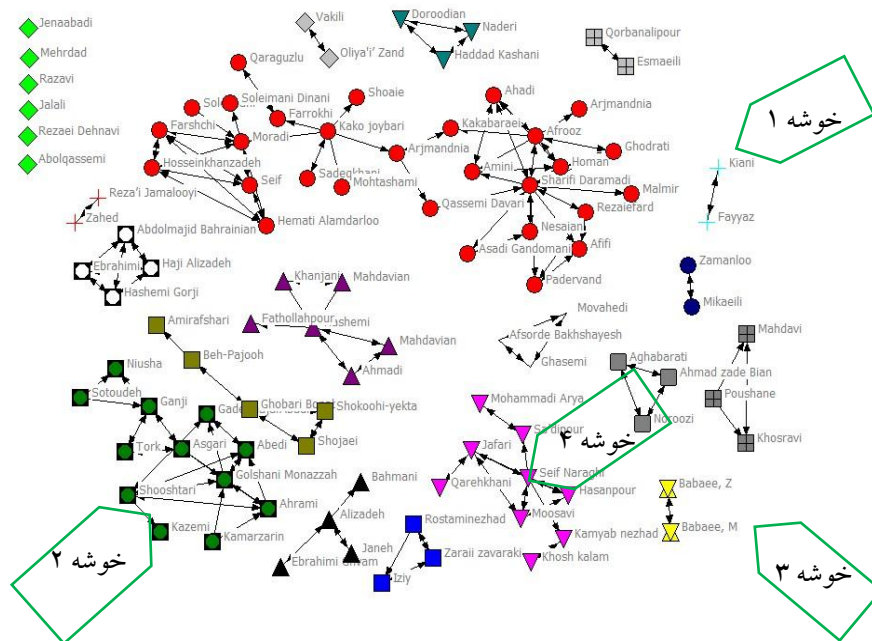 Jenaabadi
Mehrdad
Razavi
Jalali
Rezaei Dehnavi
Abolqassemi
Vakili
Oliya'i' Zand
Doroodian
Naderi
Haddad Kashani
Qorbanalipour
Esmaeili
خوشه ۱
Qaraguzlu
Soleimani Dinani
Shoaie
Farrokhi
Farshchi
Moradi
Kako joybari
Hosseinkhanzadeh
Seif
Sadeqkhani
Mohtashami
Arjmandnia
Hemati Alamdarloo
Ahadi
Kakabaraei
Arjmandnia
Afrooz
Ghodrati
Amini
Homan
Sharifi Daramadi
Malmir
Qassemi Davari
Rezaiefard
Nesaian
Asadi Gandomani
Afifi
Padervand
Kiani
Fayyaz
Reza'i Jamalooyi
Zahed
Abdolmajid Bahrainian
Ebrahimi
Haji Alizadeh
Hashemi Gorji
Zamanloo
Mikaeili
Khanjani
Mahdavian
Fathollahpour
Mahdavian
Ahmadi
Movahedi
Afsorde Bakhshayesh
Ghasemi
Amirafshari
Beh-Pajooh
Shokoohi-yekta
Shojaei
Aghabarati
Ahmad zade Bian
Noroozi
Mahdavi
Poushane
Khosravi
Niusha
Sotoudeh
Ganji
Tork
Asgari
Abedi
Golshani Monazzah
Shooshtari
Ahrami
Kazemi
Kamarzarin
Mohammadi Arya
Jafari
خوشه ۴
Seif Naraghi
Qarehkhani
Hasanpour
Moosavi
Kamyab nezhad
Khosh kalam
Babaee, Z
Babaee, M
Bahmani
Alizadeh
Janeh
Rostaminezhad
Zaraii zavaraki
Iziy
خوشه ۲
خوشه ۳